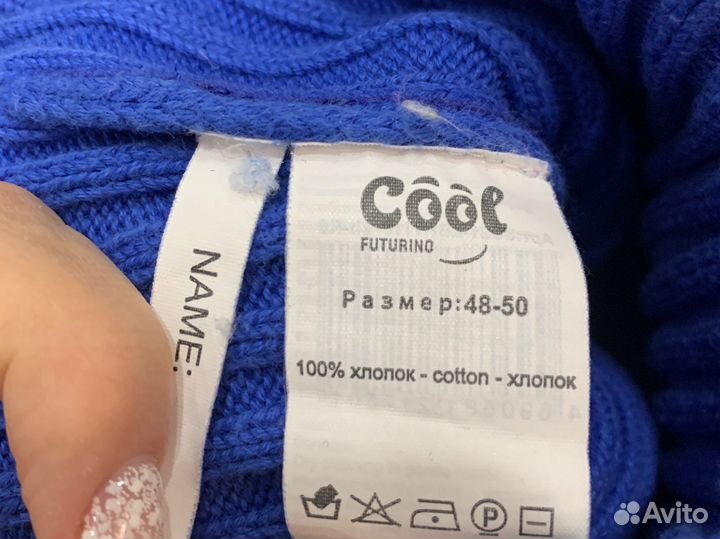 NAME:
Cool
FUTURINO
Размер:48-50
100% хлопок - cotton - хлопок
P
Avito